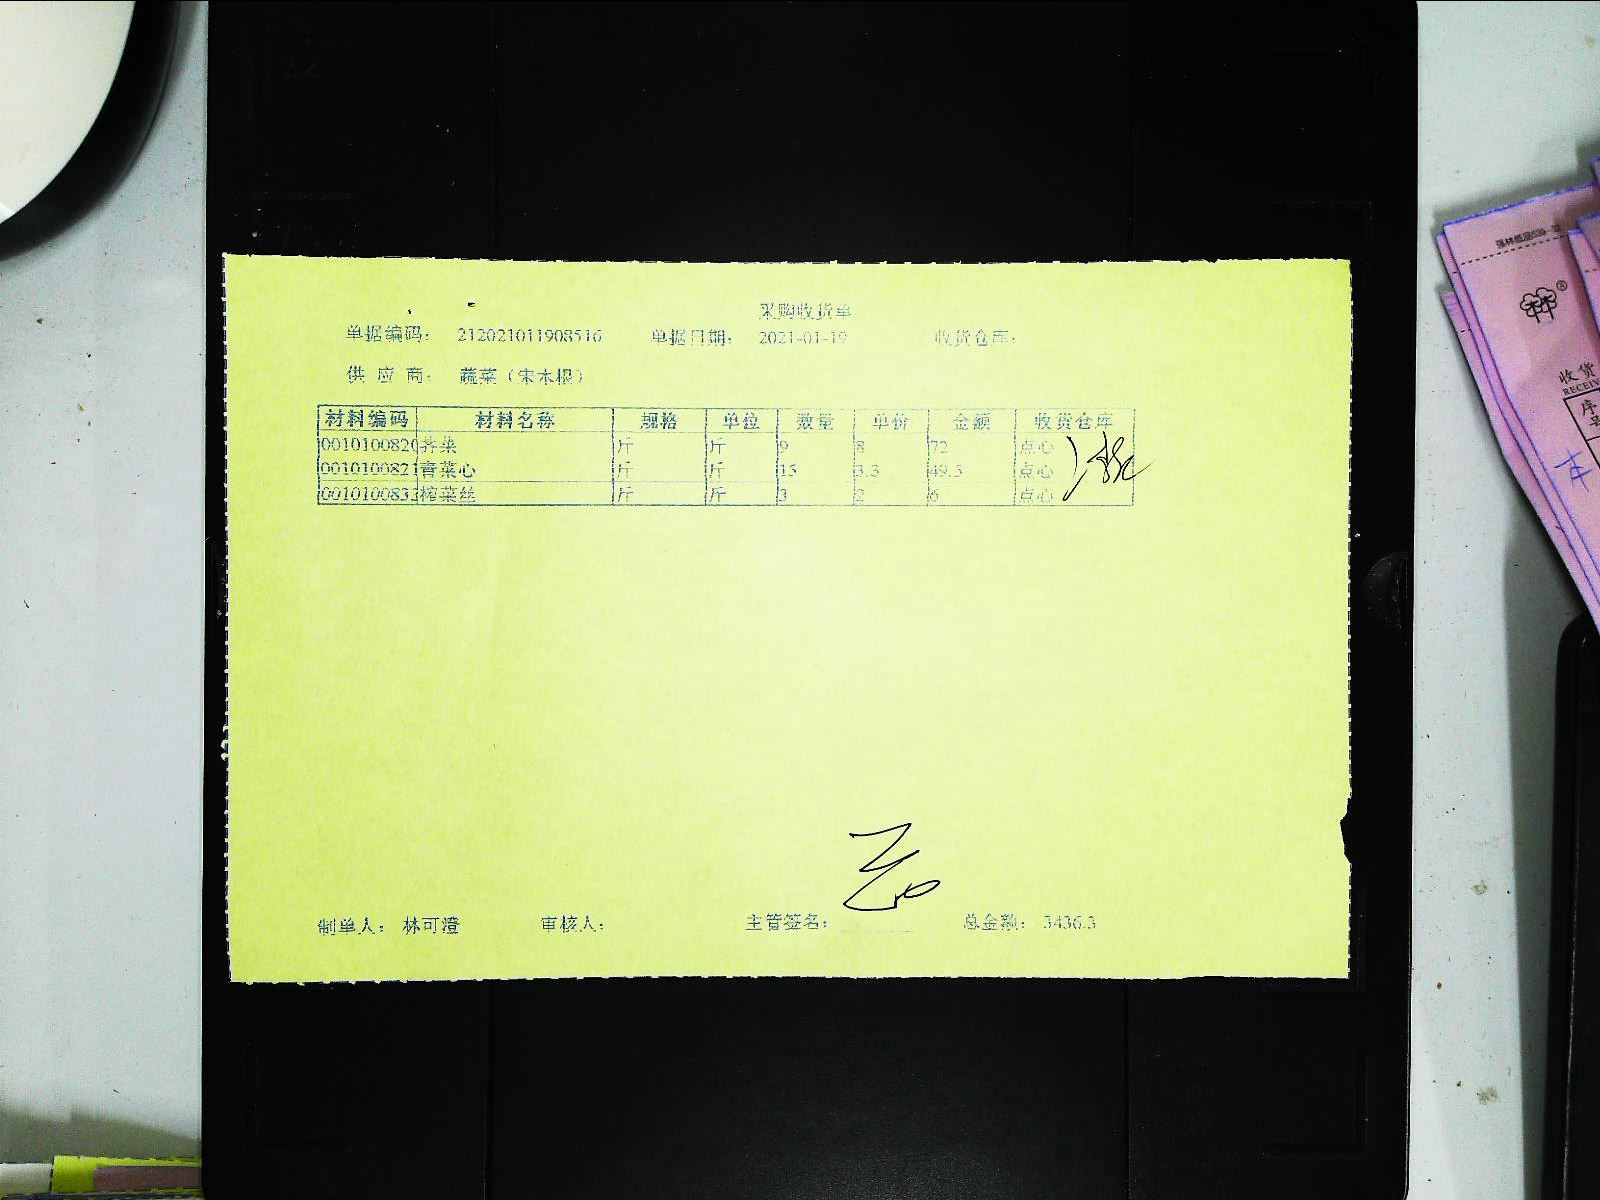 采购收货单
单据编码： 212021011908516 单据日期： 2021-01-19 收货仓库：
供 应 商： 蔬菜（宋本根）
材料编码 材料名称 规格 单位 数量 单价 金额 收货仓库
0010100820 荠菜 斤 斤 9 8 72 点心
0010100821 青菜心 斤 斤 15 3.3 49.5 点心
0010100833 榨菜丝 斤 斤 3 2 6 点心
制单人： 林可澄 审核人： 主管签名： 总金额： 3436.3
收货
RECEIV
序
号